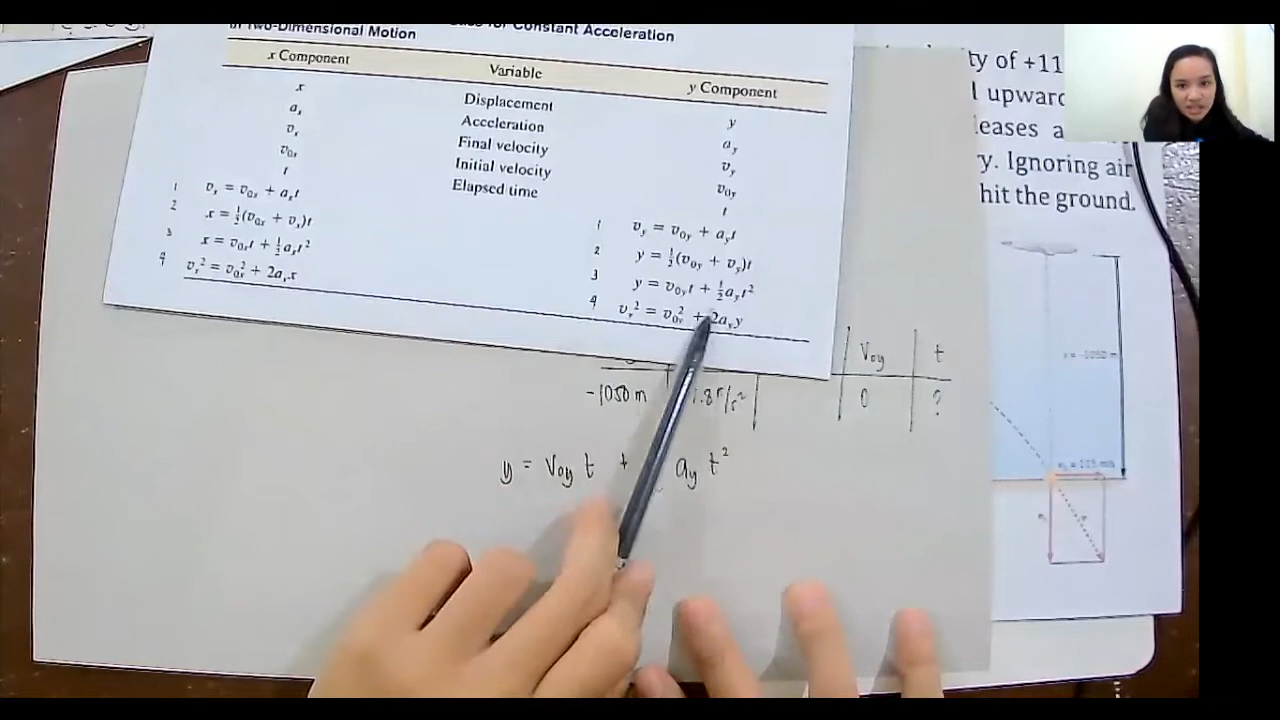 for Constant Acceleration
in Two-Dimensional Motion
x Component Variable y Component
x Displacement y
aₓ Acceleration a_y
vₓ Final velocity v_y
v₀ₓ Initial velocity v₀y
t Elapsed time t
1 vₓ = v₀ₓ + aₓt
2 x = ½(v₀ₓ + vₓ)t
3 x = v₀ₓt + ½aₓt²
4 vₓ² = v₀ₓ² + 2aₓx
1 v_y = v₀y + a_yt
2 y = ½(v₀y + v_y)t
3 y = v₀yt + ½a_yt²
4 v_y² = v₀y² + 2a_yy
of +11
upward
a
Ignoring air
hit the ground.
V₀y t
-1050 m 0 ?
y = V₀y t + a_y t²